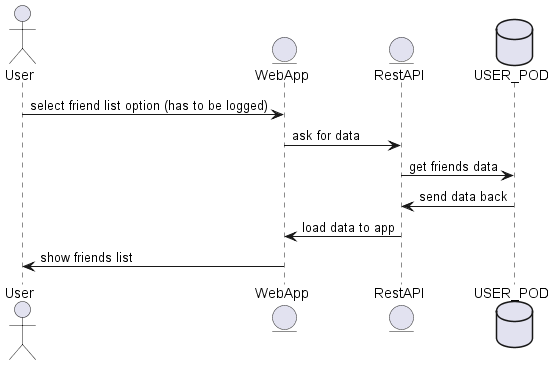 User
WebApp
RestAPI
USER_POD
select friend list option (has to be logged)
ask for data
get friends data
send data back
load data to app
show friends list
User
WebApp
RestAPI
USER_POD